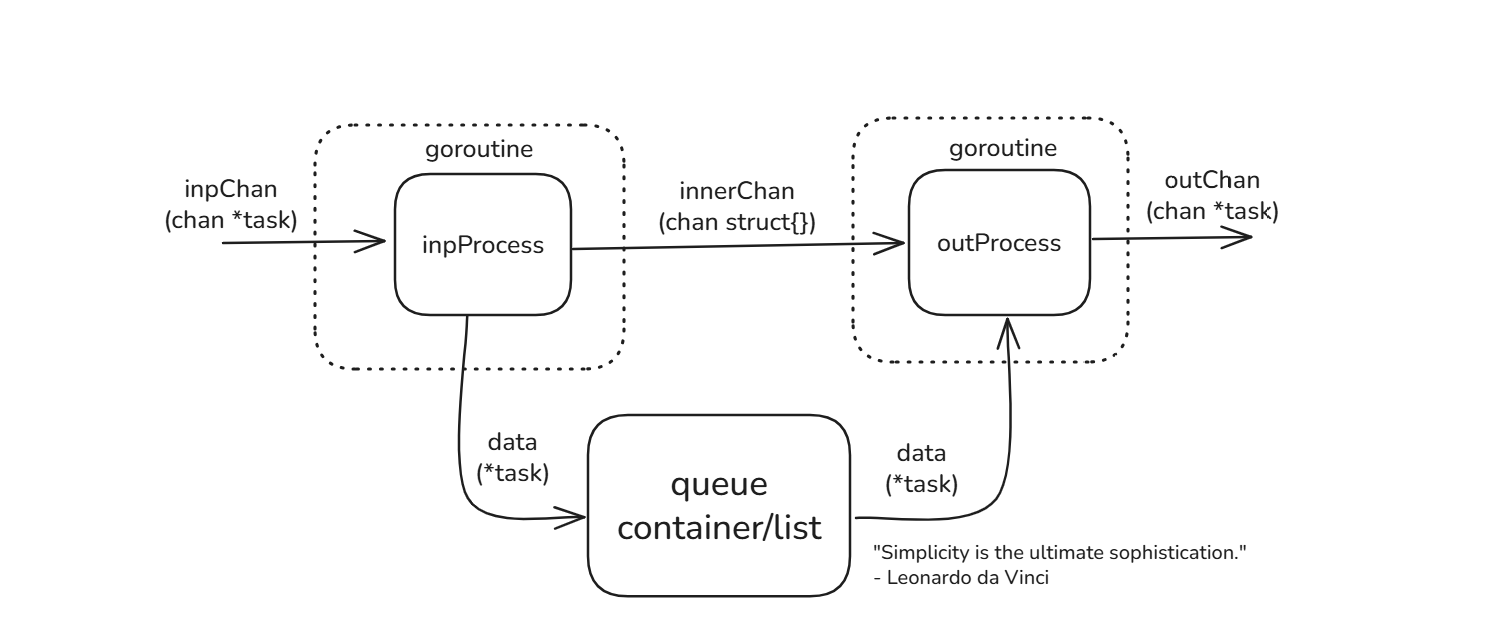 goroutine
goroutine
inpChan
(chan *task)
innerChan
(chan struct{})
outChan
(chan *task)
inpProcess
outProcess
data
(*task)
data
(*task)
queue
container/list
"Simplicity is the ultimate sophistication."
- Leonardo da Vinci